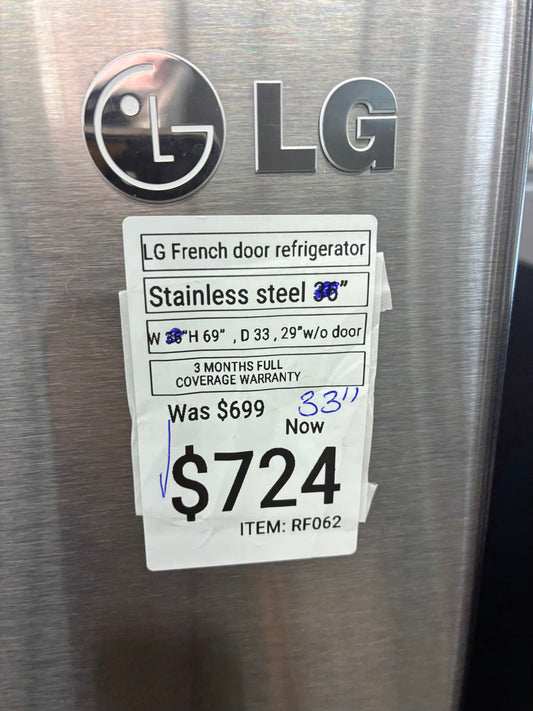 LG
LG French door refrigerator
Stainless steel 36”
W 36”H 69” , D 33 , 29”w/o door
3 MONTHS FULL
COVERAGE WARRANTY
Was $699
33”
Now
$724
ITEM: RF062